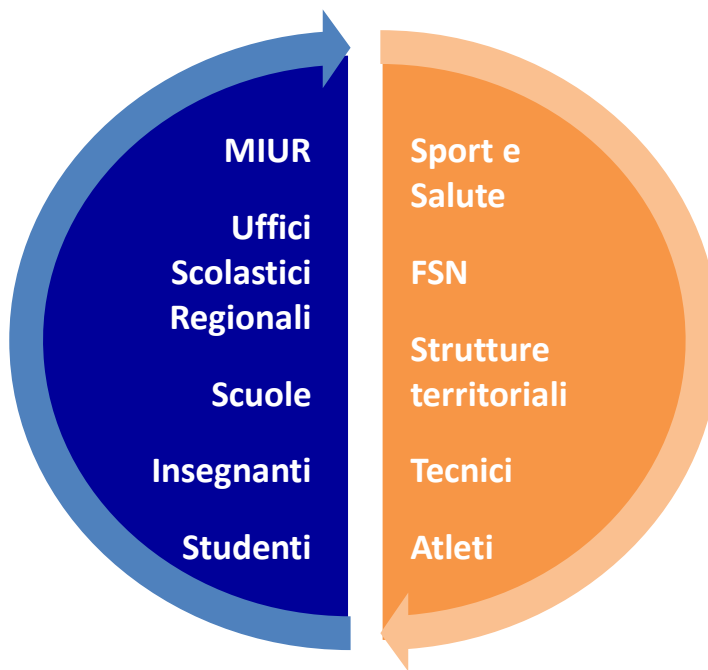 MIUR
Uffici
Scolastici
Regionali
Scuole
Insegnanti
Studenti
Sport e
Salute
FSN
Strutture
territoriali
Tecnici
Atleti